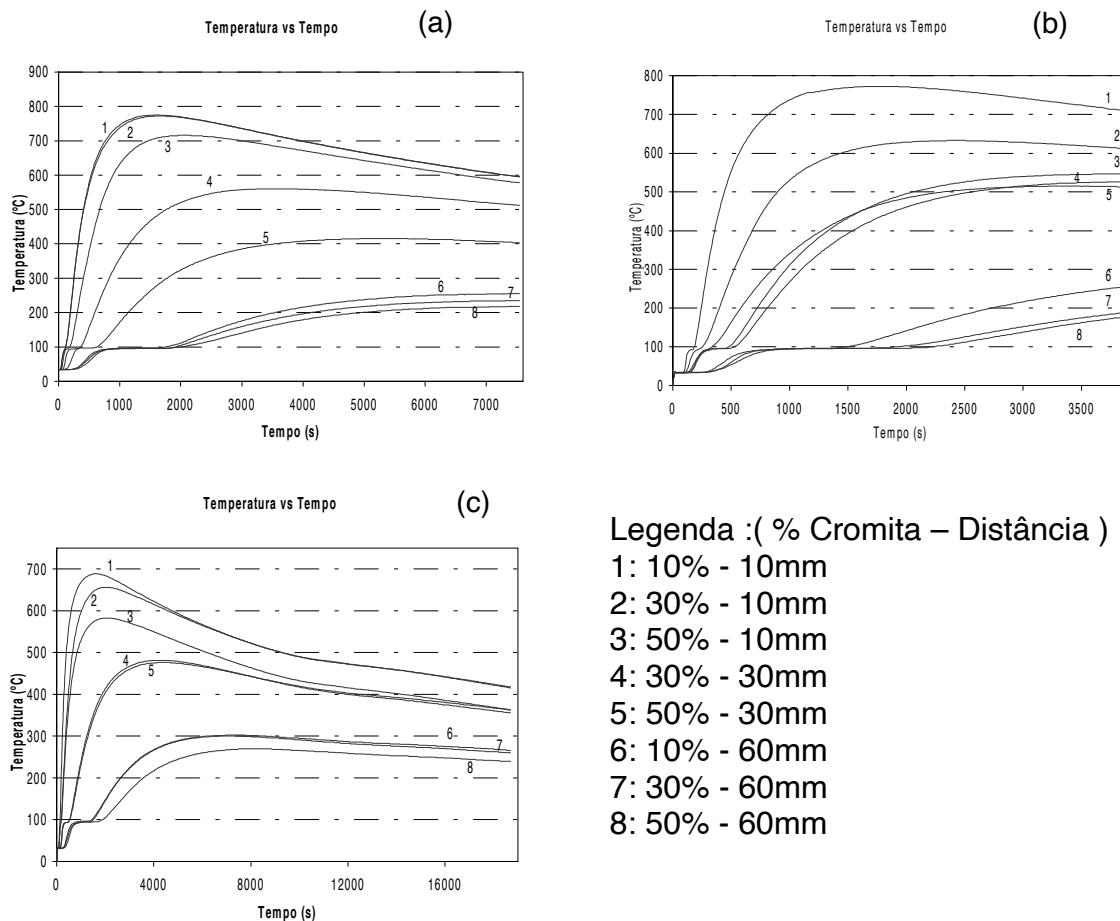 Temperatura vs Tempo
(a)
900
800
700
600
500
400
300
200
100
0
Temperatura (ºC)
1
2
3
4
5
6
7
8
0 1000 2000 3000 4000 5000 6000 7000
Tempo (s)
Temperatura vs Tempo
(b)
800
700
600
500
400
300
200
100
0
Temperatura (ºC)
1
2
3
4
5
6
7
8
0 500 1000 1500 2000 2500 3000 3500
Tempo (s)
Temperatura vs Tempo
(c)
700
600
500
400
300
200
100
0
Temperatura (ºC)
1
2
3
4
5
6
7
8
0 4000 8000 12000 16000
Tempo (s)
Legenda :( % Cromita – Distância )
1: 10% - 10mm
2: 30% - 10mm
3: 50% - 10mm
4: 30% - 30mm
5: 50% - 30mm
6: 10% - 60mm
7: 30% - 60mm
8: 50% - 60mm